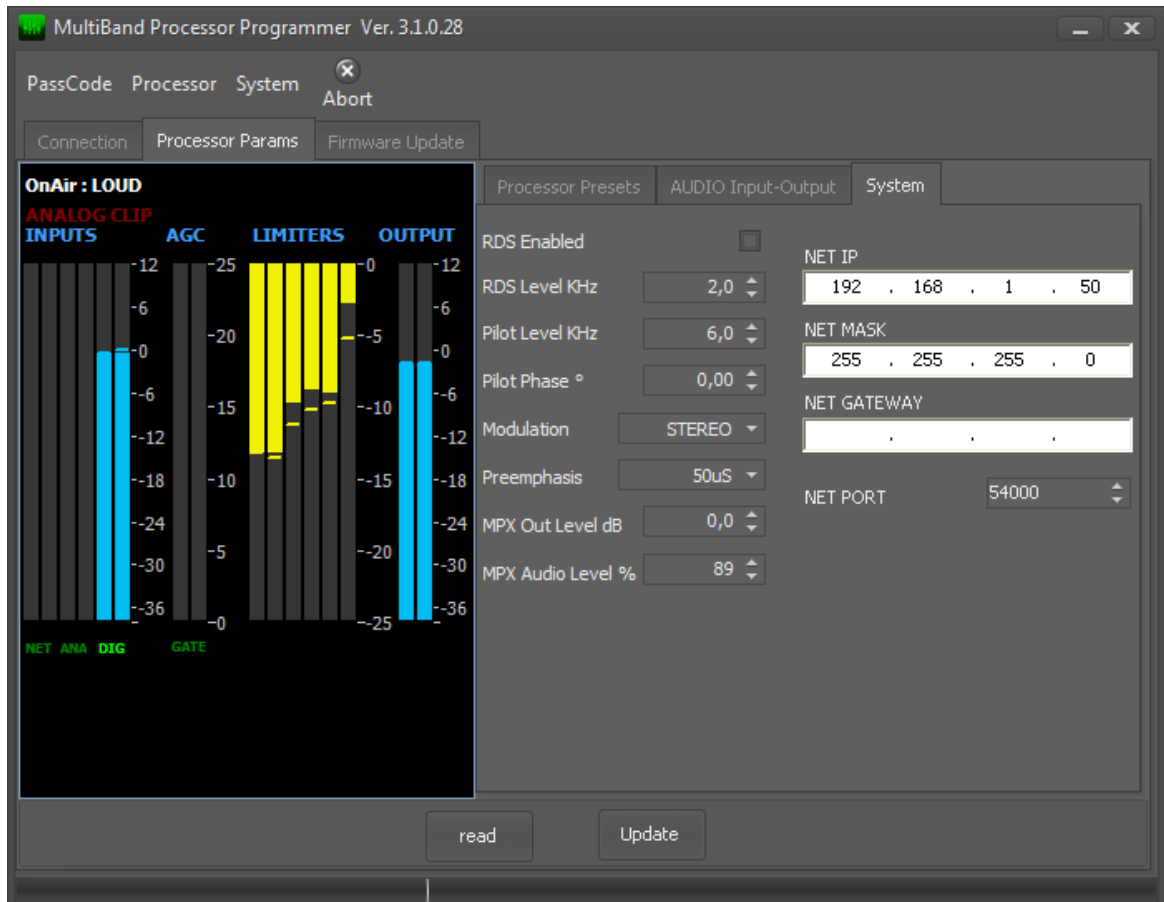 MultiBand Processor Programmer Ver. 3.1.0.28
PassCode Processor System Abort
Connection Processor Params Firmware Update
OnAir : LOUD
ANALOG CLIP
INPUTS AGC LIMITERS OUTPUT
-12 -25 -0 -12
-6 -6
-20 --5
-0 -0
--6 --6
-15 --10
--12 --12
--18 -10 --15 --18
--24 --24
-5 --20
--30 --30
--36 --36
- -0 --25 -
NET ANA DIG GATE
Processor Presets AUDIO Input-Output System
RDS Enabled
RDS Level KHz 2,0
Pilot Level KHz 6,0
Pilot Phase ° 0,00
Modulation STEREO
Preemphasis 50uS
MPX Out Level dB 0,0
MPX Audio Level % 89
NET IP
192 . 168 . 1 . 50
NET MASK
255 . 255 . 255 . 0
NET GATEWAY
. . .
NET PORT 54000
read Update